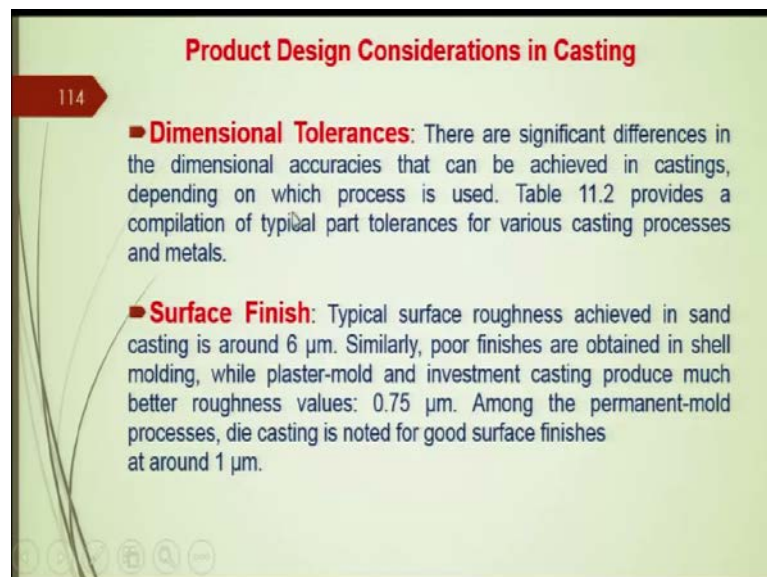 Product Design Considerations in Casting
114
Dimensional Tolerances: There are significant differences in
the dimensional accuracies that can be achieved in castings,
depending on which process is used. Table 11.2 provides a
compilation of typical part tolerances for various casting processes
and metals.
Surface Finish: Typical surface roughness achieved in sand
casting is around 6 μm. Similarly, poor finishes are obtained in shell
molding, while plaster-mold and investment casting produce much
better roughness values: 0.75 μm. Among the permanent-mold
processes, die casting is noted for good surface finishes
at around 1 μm.